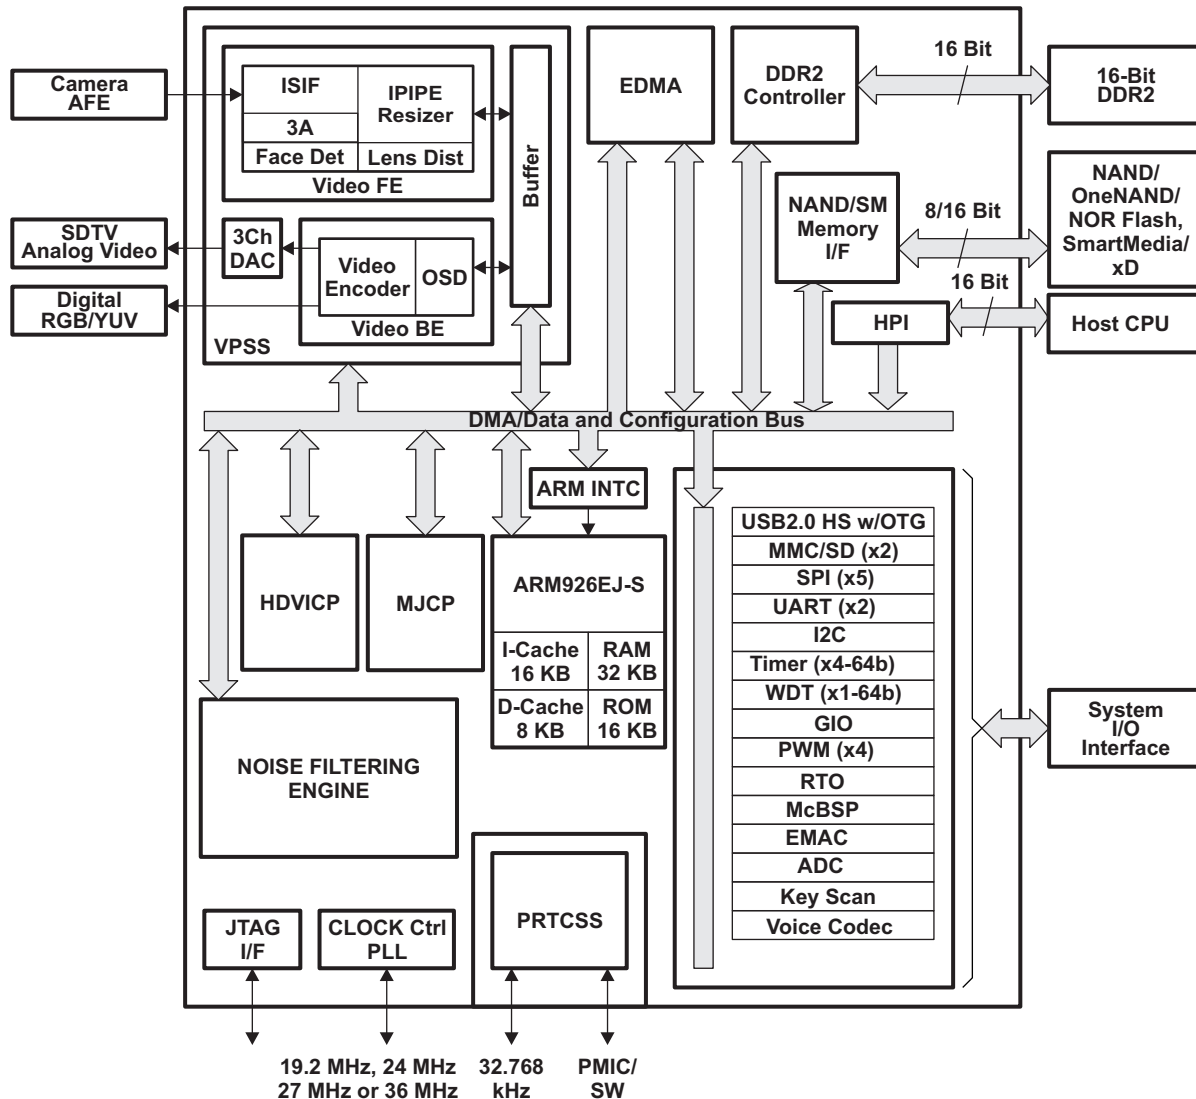 Camera
AFE
ISIF
3A
Face Det
IPIPE
Resizer
Lens Dist
Video FE
Buffer
SDTV
Analog Video
3Ch
DAC
Digital
RGB/YUV
Video
Encoder
OSD
Video BE
VPSS
EDMA
DDR2
Controller
16 Bit
16-Bit
DDR2
NAND/SM
Memory
I/F
8/16 Bit
NAND/
OneNAND/
NOR Flash,
SmartMedia/
xD
16 Bit
HPI
Host CPU
DMA/Data and Configuration Bus
ARM INTC
HDVICP
MJCP
ARM926EJ-S
I-Cache
16 KB
RAM
32 KB
D-Cache
8 KB
ROM
16 KB
NOISE FILTERING
ENGINE
USB2.0 HS w/OTG
MMC/SD (x2)
SPI (x5)
UART (x2)
I2C
Timer (x4-64b)
WDT (x1-64b)
GIO
PWM (x4)
RTO
McBSP
EMAC
ADC
Key Scan
Voice Codec
System
I/O
Interface
JTAG
I/F
CLOCK Ctrl
PLL
PRTCSS
19.2 MHz, 24 MHz
27 MHz or 36 MHz
32.768
kHz
PMIC/
SW